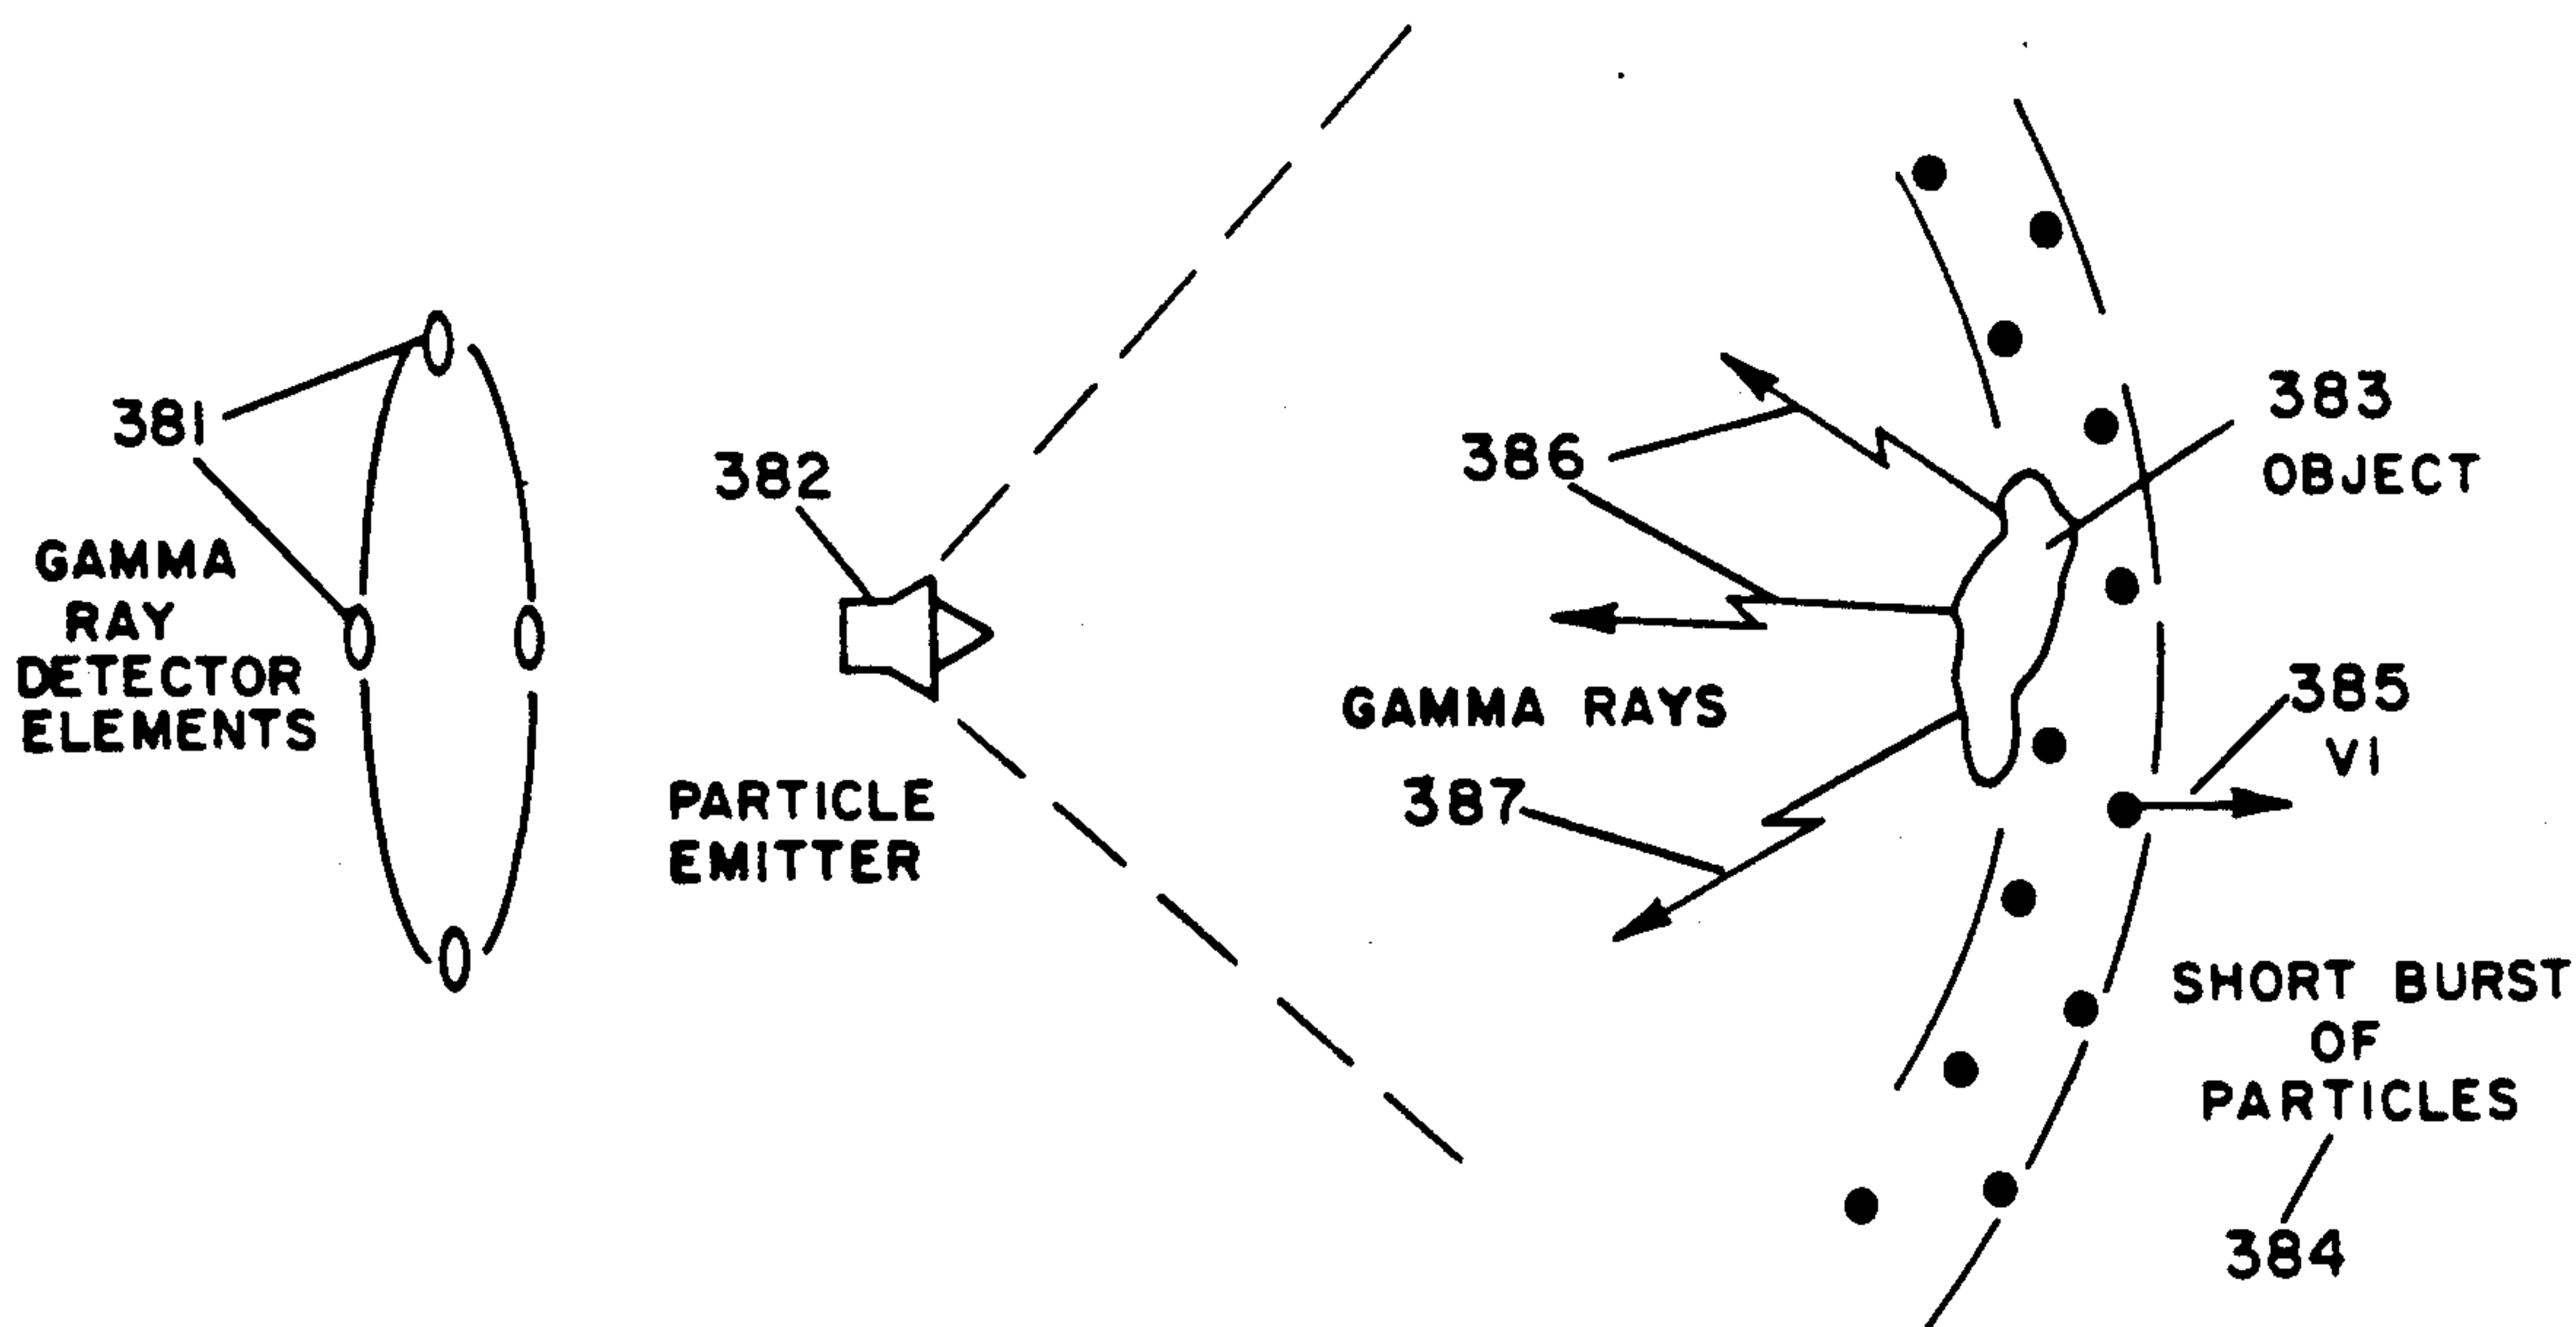 381
GAMMA
RAY
DETECTOR
ELEMENTS
382
PARTICLE
EMITTER
386
GAMMA RAYS
387
383
OBJECT
385
V1
SHORT BURST
OF
PARTICLES
384